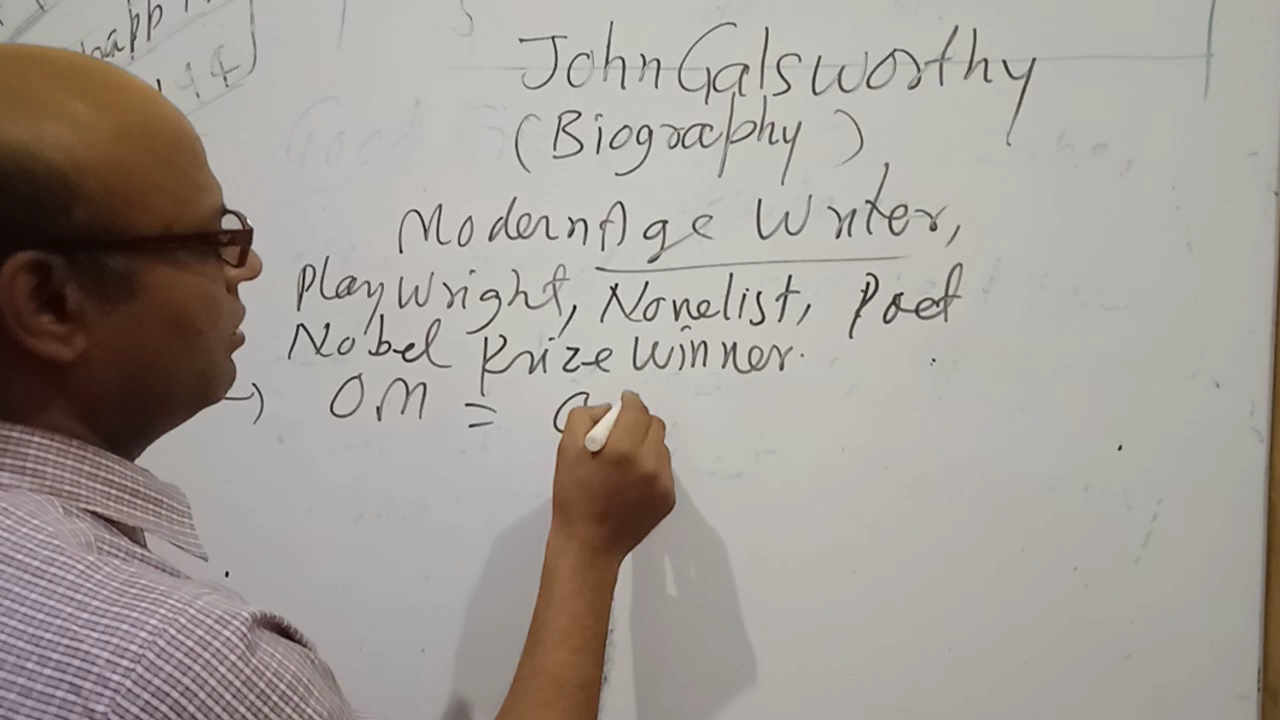 John Galsworthy
(Biography)
Modern Age Writer,
Playwright, Novelist, Poet
Nobel Prize Winner.
→ OM =